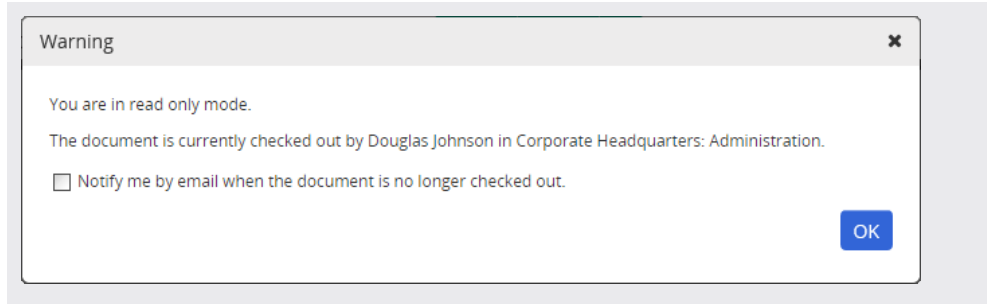 Warning
You are in read only mode.
The document is currently checked out by Douglas Johnson in Corporate Headquarters: Administration.
Notify me by email when the document is no longer checked out.
OK